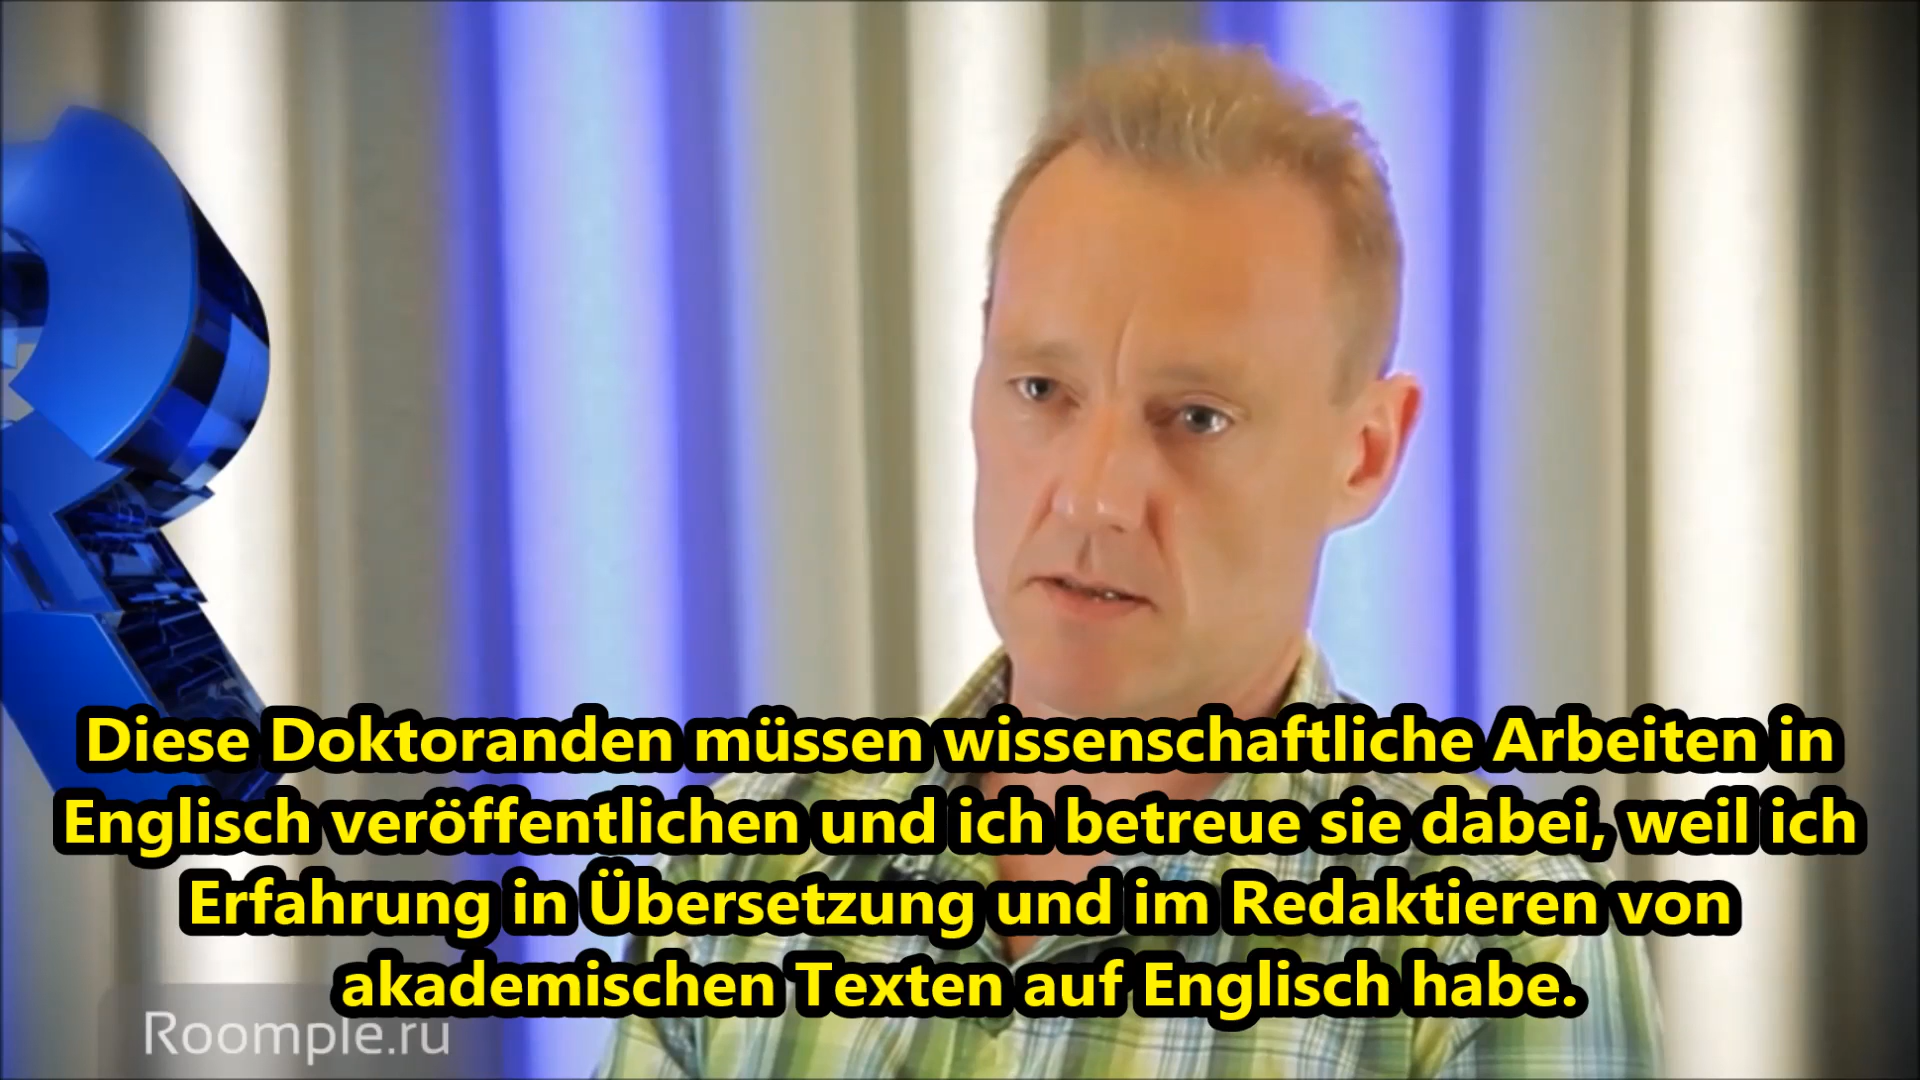 Diese Doktoranden müssen wissenschaftliche Arbeiten in
Englisch veröffentlichen und ich betreue sie dabei, weil ich
Erfahrung in Übersetzung und im Redaktieren von
akademischen Texten auf Englisch habe.
Roomple.ru